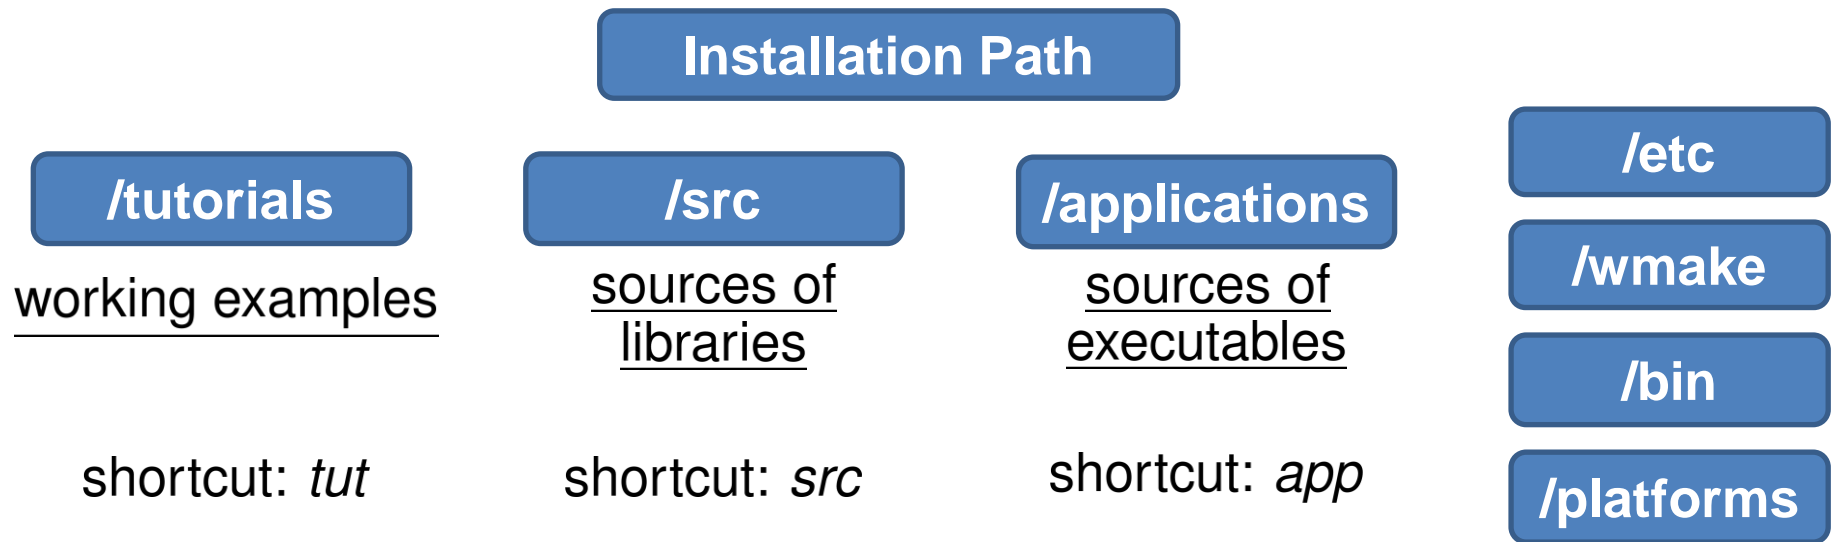 Installation Path
/tutorials
working examples
shortcut: tut
/src
sources of
libraries
shortcut: src
/applications
sources of
executables
shortcut: app
/etc
/wmake
/bin
/platforms